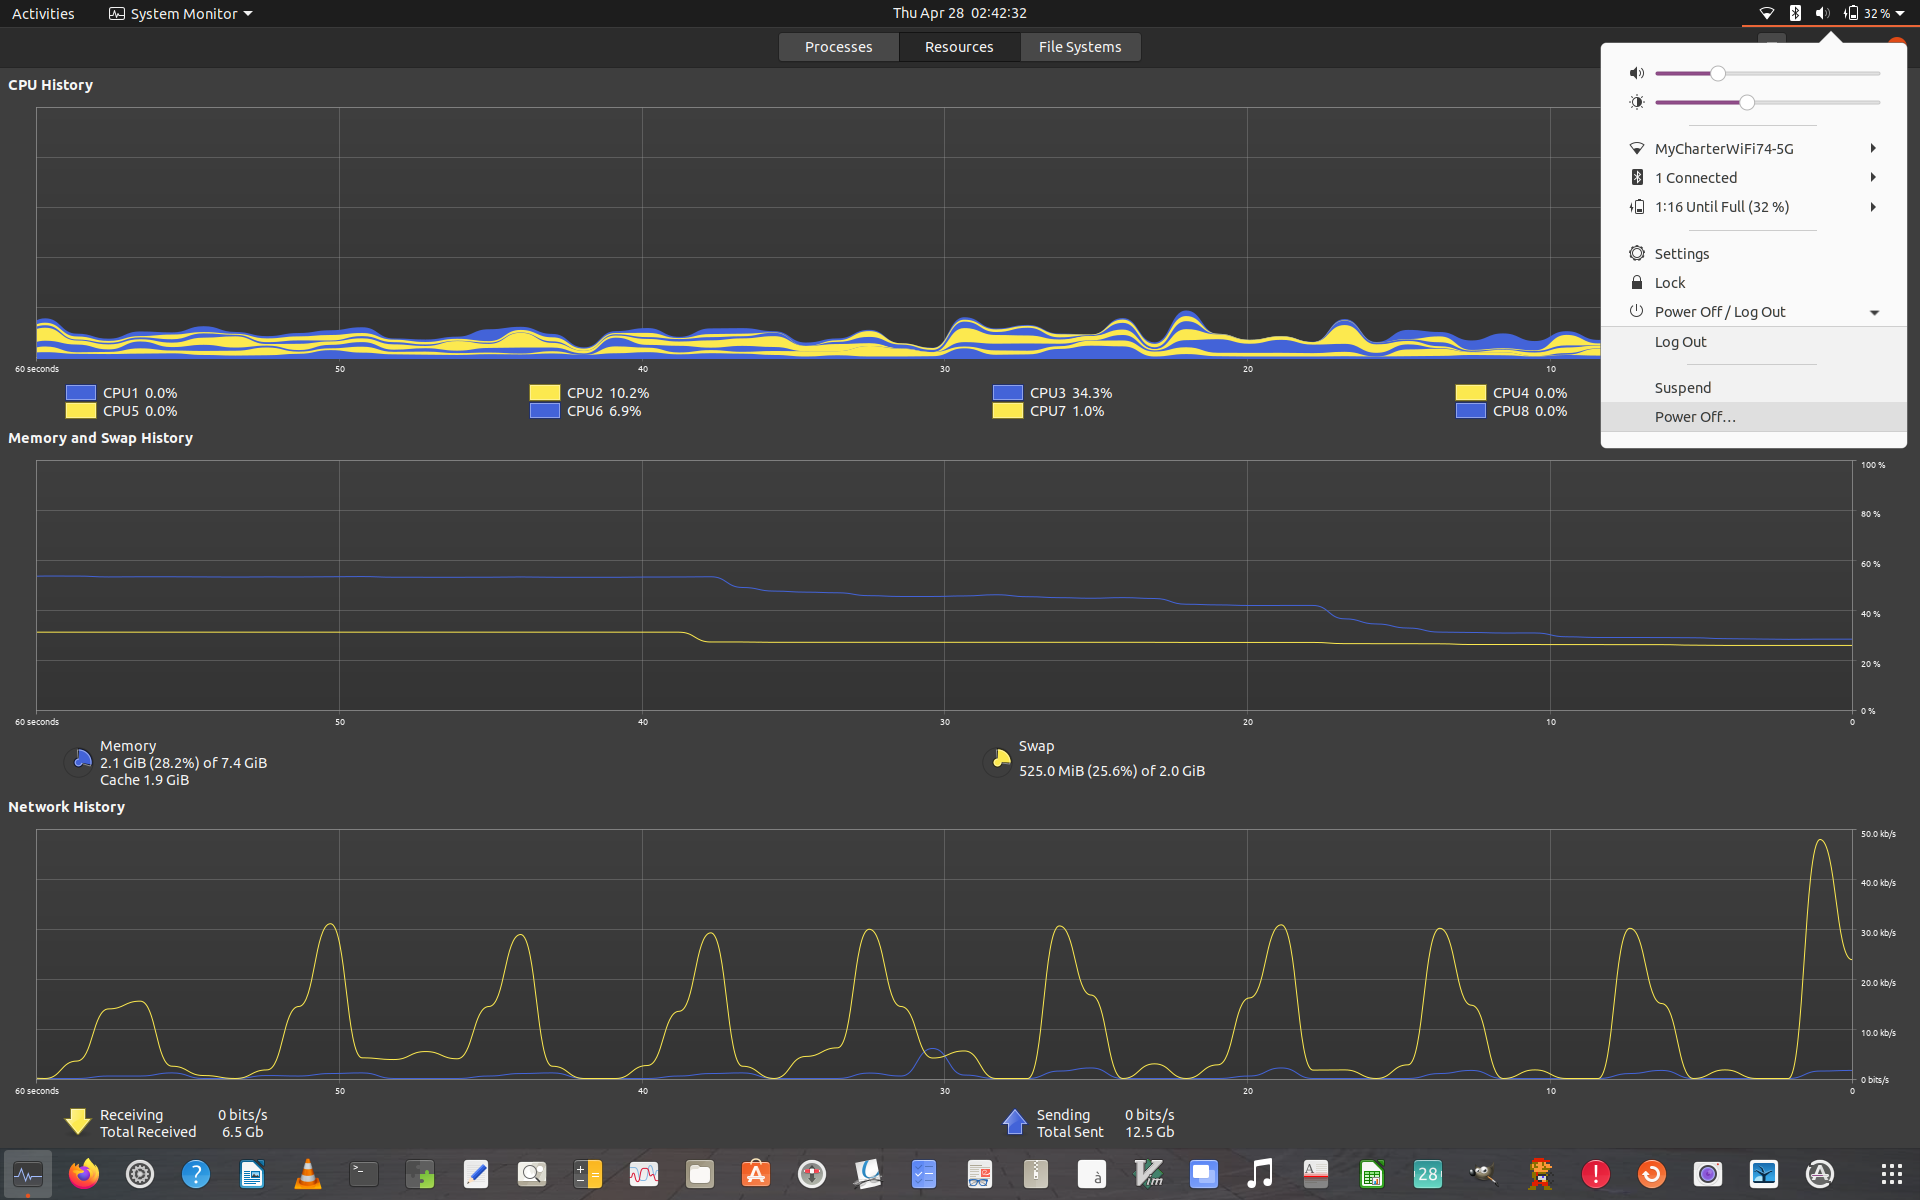 Activities System Monitor Thu Apr 28 02:42:32 32 %
Processes Resources File Systems
CPU History
60 seconds 50 40 30 20 10
CPU1 0.0% CPU2 10.2% CPU3 34.3% CPU4 0.0%
CPU5 0.0% CPU6 6.9% CPU7 1.0% CPU8 0.0%
MyCharterWiFi74-5G
1 Connected
1:16 Until Full (32 %)
Settings
Lock
Power Off / Log Out
Log Out
Suspend
Power Off...
Memory and Swap History
100 %
80 %
60 %
40 %
20 %
0 %
60 seconds 50 40 30 20 10 0
Memory
2.1 GiB (28.2%) of 7.4 GiB
Cache 1.9 GiB
Swap
525.0 MiB (25.6%) of 2.0 GiB
Network History
50.0 kb/s
40.0 kb/s
30.0 kb/s
20.0 kb/s
10.0 kb/s
0 bits/s
60 seconds 50 40 30 20 10 0
Receiving 0 bits/s
Total Received 6.5 Gb
Sending 0 bits/s
Total Sent 12.5 Gb
? >_ A à Vim A 28 !